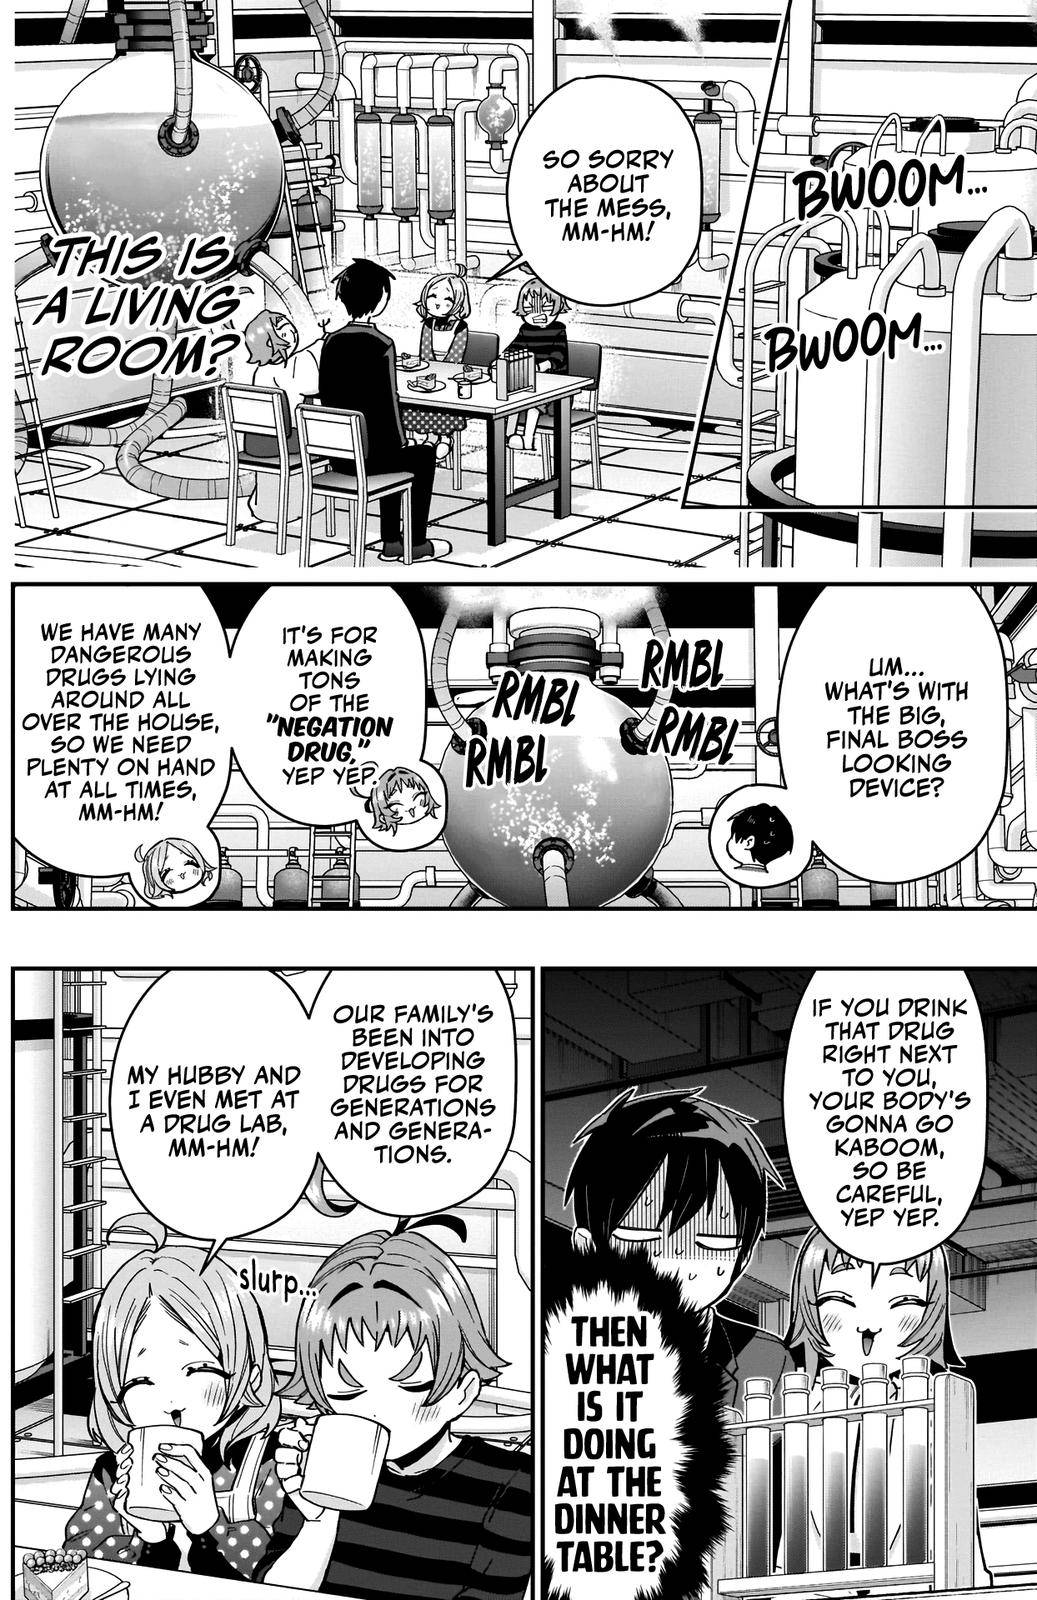 BWOOM...
BWOOM...
SO SORRY
ABOUT
THE MESS,
MM-HM!
THIS IS
A LIVING
ROOM?
UM...
WHAT'S WITH
THE BIG,
FINAL BOSS
LOOKING
DEVICE?
RMBL
RMBL
RMBL
RMBL
IT'S FOR
MAKING
TONS
OF THE
"NEGATION
DRUG,"
YEP YEP.
WE HAVE MANY
DANGEROUS
DRUGS LYING
AROUND ALL
OVER THE HOUSE,
SO WE NEED
PLENTY ON HAND
AT ALL TIMES,
MM-HM!
IF YOU DRINK
THAT DRUG
RIGHT NEXT
TO YOU,
YOUR BODY'S
GONNA GO
KABOOM,
SO BE
CAREFUL,
YEP YEP.
THEN
WHAT
IS IT
DOING
AT THE
DINNER
TABLE?
OUR FAMILY'S
BEEN INTO
DEVELOPING
DRUGS FOR
GENERATIONS
AND GENERA-
TIONS.
MY HUBBY AND
I EVEN MET AT
A DRUG LAB,
MM-HM!
slurp...